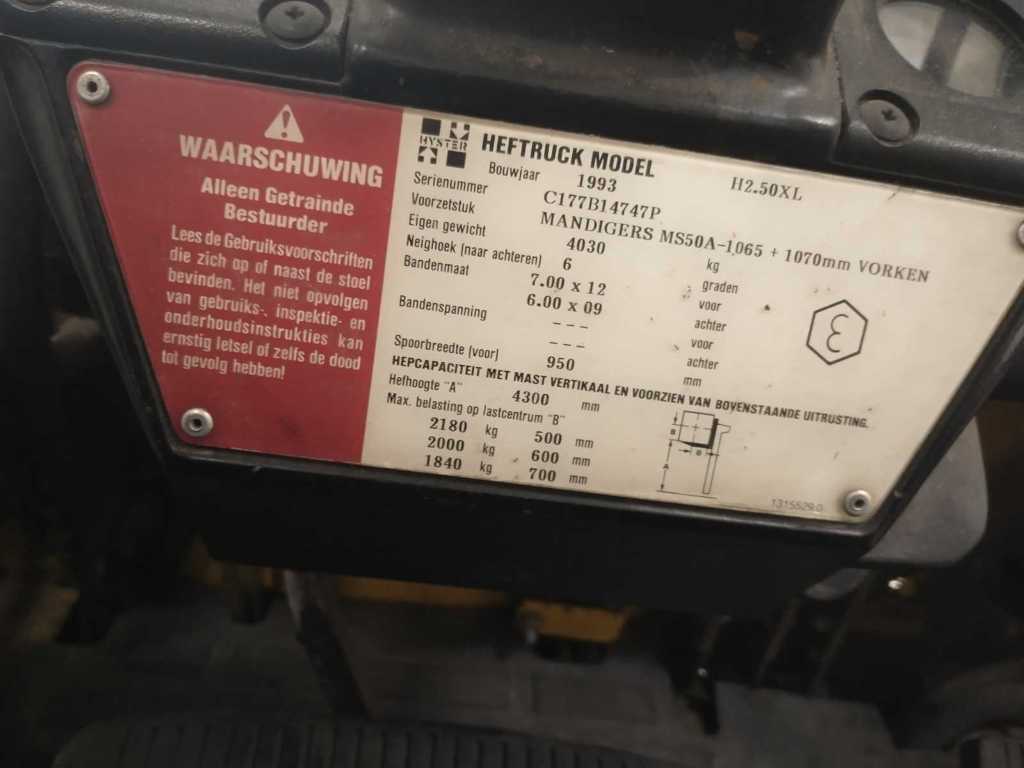 WAARSCHUWING
Alleen Getrainde
Bestuurder
Lees de Gebruiksvoorschriften
die zich op of naast de stoel
bevinden. Het niet opvolgen
van gebruiks-, inspektie- en
onderhoudsinstrukties kan
ernstig letsel of zelfs de dood
tot gevolg hebben!
HYSTER
HEFTRUCK MODEL H2.50XL
Bouwjaar 1993
Serienummer C177B14747P
Voorzetstuk MANDIGERS MS50A-1065 + 1070mm VORKEN
Eigen gewicht 4030 kg
Neighoek (naar achteren) 6 graden
Bandenmaat 7.00 x 12 voor
6.00 x 09 achter
Bandenspanning --- voor
--- achter
Spoorbreedte (voor) 950 mm
HEPCAPACITEIT MET MAST VERTIKAAL EN VOORZIEN VAN BOVENSTAANDE UITRUSTING.
Hefhoogte "A" 4300 mm
Max. belasting op lastcentrum "B"
2180 kg 500 mm
2000 kg 600 mm
1840 kg 700 mm
B
B
A
1315529.0